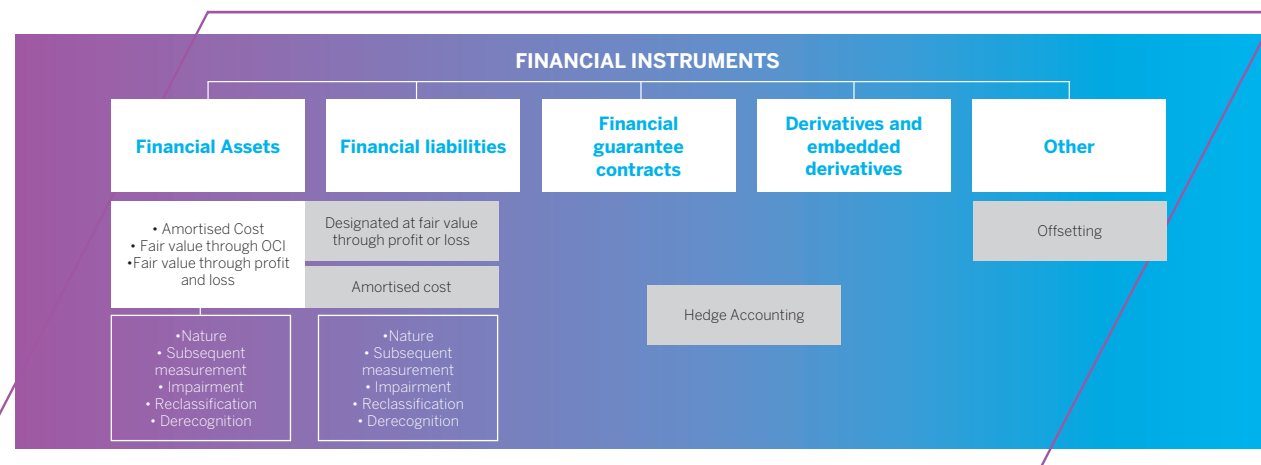 FINANCIAL INSTRUMENTS
Financial Assets
Financial liabilities
Financial
guarantee
contracts
Derivatives and
embedded
derivatives
Other
• Amortised Cost
• Fair value through OCI
•Fair value through profit
and loss
Designated at fair value
through profit or loss
Amortised cost
Offsetting
Hedge Accounting
•Nature
• Subsequent
measurement
• Impairment
• Reclassification
• Derecognition
•Nature
• Subsequent
measurement
• Impairment
• Reclassification
• Derecognition